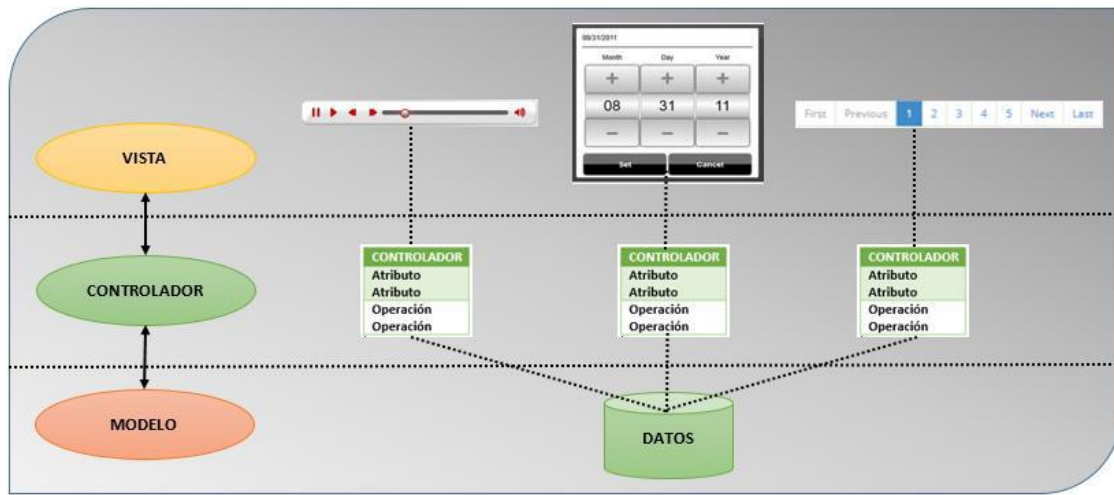 08/31/2011
Month Day Year
+ + +
08 31 11
− − −
Set Cancel
First Previous 1 2 3 4 5 Next Last
VISTA
CONTROLADOR
CONTROLADOR
Atributo
Atributo
Operación
Operación
CONTROLADOR
Atributo
Atributo
Operación
Operación
CONTROLADOR
Atributo
Atributo
Operación
Operación
MODELO
DATOS